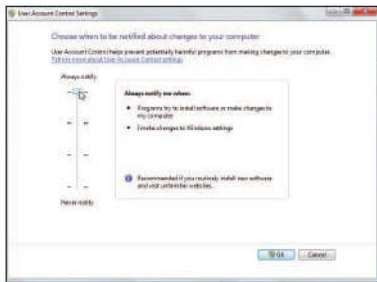 User Account Control Settings
Choose when to be notified about changes to your computer
User Account Control helps prevent potentially harmful programs from making changes to your computer.
Tell me more about User Account Control settings
Always notify
Always notify me when:
Programs try to install software or make changes to
my computer
I make changes to Windows settings
Recommended if you routinely install new software
and visit unfamiliar websites.
Never notify
OK
Cancel